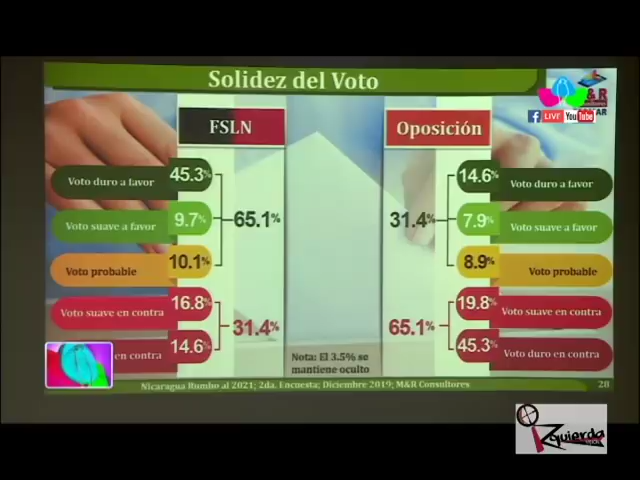 Solidez del Voto
M&R
Consultores
LIVE YouTube
FSLN
Oposición
Voto duro a favor 45.3%
Voto suave a favor 9.7%
Voto probable 10.1%
65.1%
Voto suave en contra 16.8%
en contra 14.6%
31.4%
14.6% Voto duro a favor
7.9% Voto suave a favor
8.9% Voto probable
31.4%
19.8% Voto suave en contra
45.3% Voto duro en contra
65.1%
Nota: El 3.5% se
mantiene oculto
Nicaragua Rumbo al 2021; 2da. Encuesta; Diciembre 2019; M&R Consultores
28
Izquierda